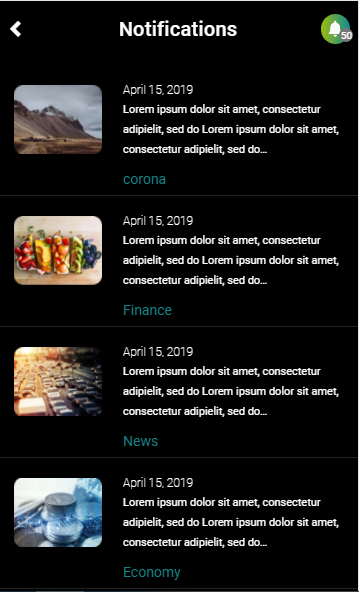 Notifications
50
April 15, 2019
Lorem ipsum dolor sit amet, consectetur
adipielit, sed do Lorem ipsum dolor sit amet,
consectetur adipielit, sed do...
corona
April 15, 2019
Lorem ipsum dolor sit amet, consectetur
adipielit, sed do Lorem ipsum dolor sit amet,
consectetur adipielit, sed do...
Finance
April 15, 2019
Lorem ipsum dolor sit amet, consectetur
adipielit, sed do Lorem ipsum dolor sit amet,
consectetur adipielit, sed do...
News
April 15, 2019
Lorem ipsum dolor sit amet, consectetur
adipielit, sed do Lorem ipsum dolor sit amet,
consectetur adipielit, sed do...
Economy